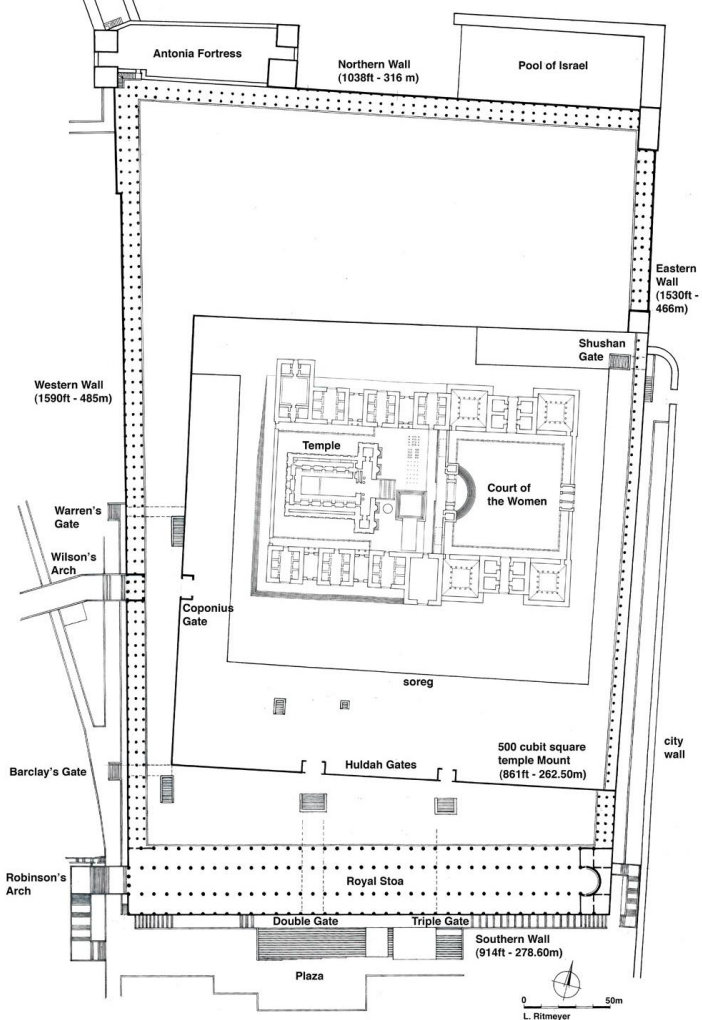 Antonia Fortress
Northern Wall
(1038ft - 316 m)
Pool of Israel
Eastern
Wall
(1530ft -
466m)
Shushan
Gate
Western Wall
(1590ft - 485m)
Temple
Court of
the Women
Warren's
Gate
Wilson's
Arch
Coponius
Gate
soreg
500 cubit square
temple Mount
(861ft - 262.50m)
city
wall
Huldah Gates
Barclay's Gate
Robinson's
Arch
Royal Stoa
Double Gate
Triple Gate
Southern Wall
(914ft - 278.60m)
Plaza
0 50m
L. Ritmeyer